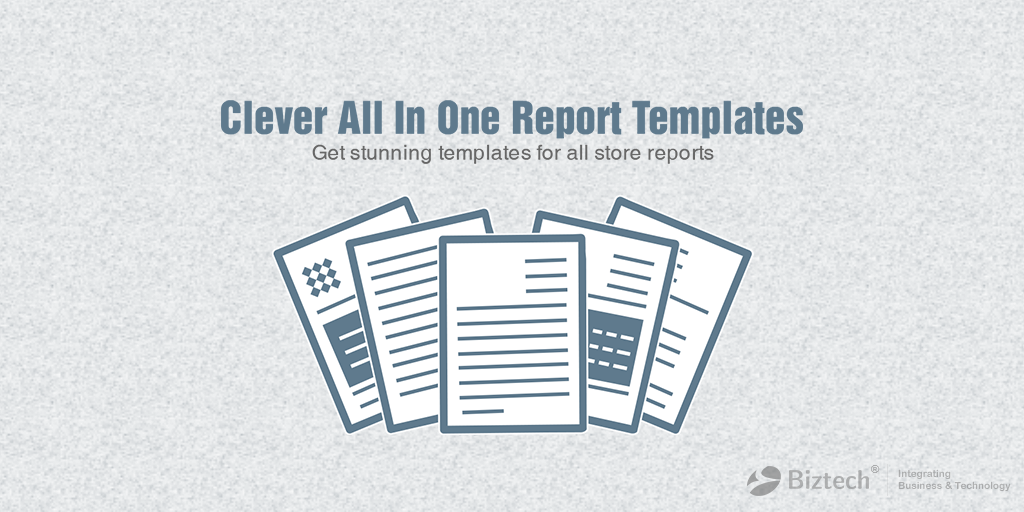 Clever All In One Report Templates
Get stunning templates for all store reports
Biztech®
Integrating
Business & Technology